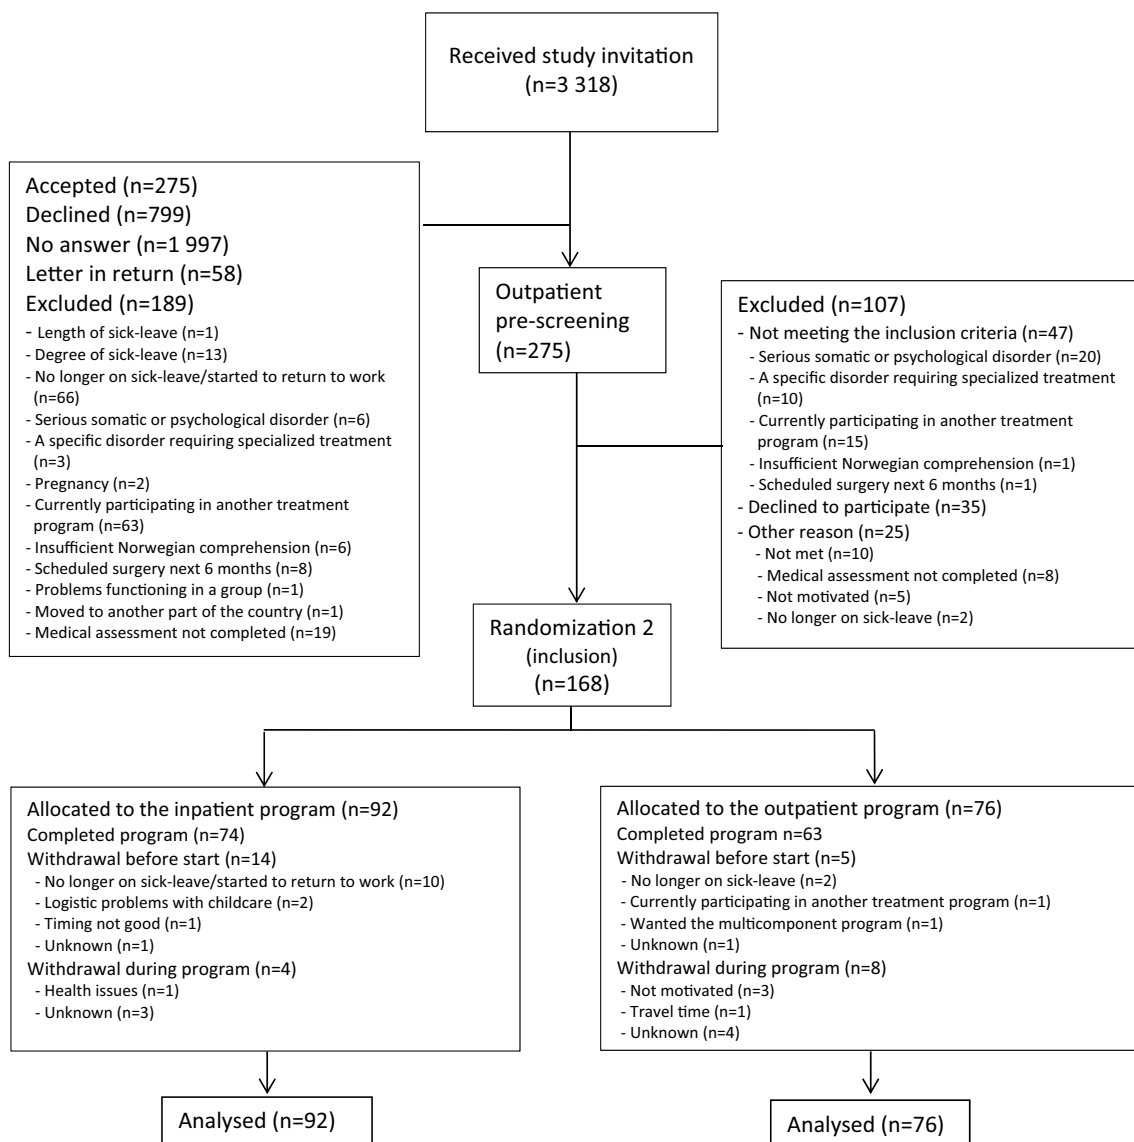 Received study invitation
(n=3 318)
Accepted (n=275)
Declined (n=799)
No answer (n=1 997)
Letter in return (n=58)
Excluded (n=189)
- Length of sick-leave (n=1)
- Degree of sick-leave (n=13)
- No longer on sick-leave/started to return to work
(n=66)
- Serious somatic or psychological disorder (n=6)
- A specific disorder requiring specialized treatment
(n=3)
- Pregnancy (n=2)
- Currently participating in another treatment
program (n=63)
- Insufficient Norwegian comprehension (n=6)
- Scheduled surgery next 6 months (n=8)
- Problems functioning in a group (n=1)
- Moved to another part of the country (n=1)
- Medical assessment not completed (n=19)
Outpatient
pre-screening
(n=275)
Excluded (n=107)
- Not meeting the inclusion criteria (n=47)
- Serious somatic or psychological disorder (n=20)
- A specific disorder requiring specialized treatment
(n=10)
- Currently participating in another treatment
program (n=15)
- Insufficient Norwegian comprehension (n=1)
- Scheduled surgery next 6 months (n=1)
- Declined to participate (n=35)
- Other reason (n=25)
- Not met (n=10)
- Medical assessment not completed (n=8)
- Not motivated (n=5)
- No longer on sick-leave (n=2)
Randomization 2
(inclusion)
(n=168)
Allocated to the inpatient program (n=92)
Completed program (n=74)
Withdrawal before start (n=14)
- No longer on sick-leave/started to return to work (n=10)
- Logistic problems with childcare (n=2)
- Timing not good (n=1)
- Unknown (n=1)
Withdrawal during program (n=4)
- Health issues (n=1)
- Unknown (n=3)
Allocated to the outpatient program (n=76)
Completed program n=63
Withdrawal before start (n=5)
- No longer on sick-leave (n=2)
- Currently participating in another treatment program (n=1)
- Wanted the multicomponent program (n=1)
- Unknown (n=1)
Withdrawal during program (n=8)
- Not motivated (n=3)
- Travel time (n=1)
- Unknown (n=4)
Analysed (n=92)
Analysed (n=76)